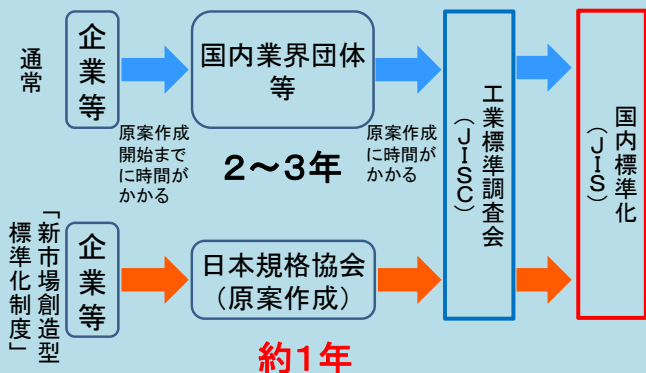 通常
企業等
国内業界団体
等
原案作成
開始まで
に時間が
かかる
2～3年
原案作成
に時間が
かかる
工業標準調査会
（JISC）
国内標準化
（JIS）
「新市場創造型
標準化制度」
企業等
日本規格協会
（原案作成）
約1年